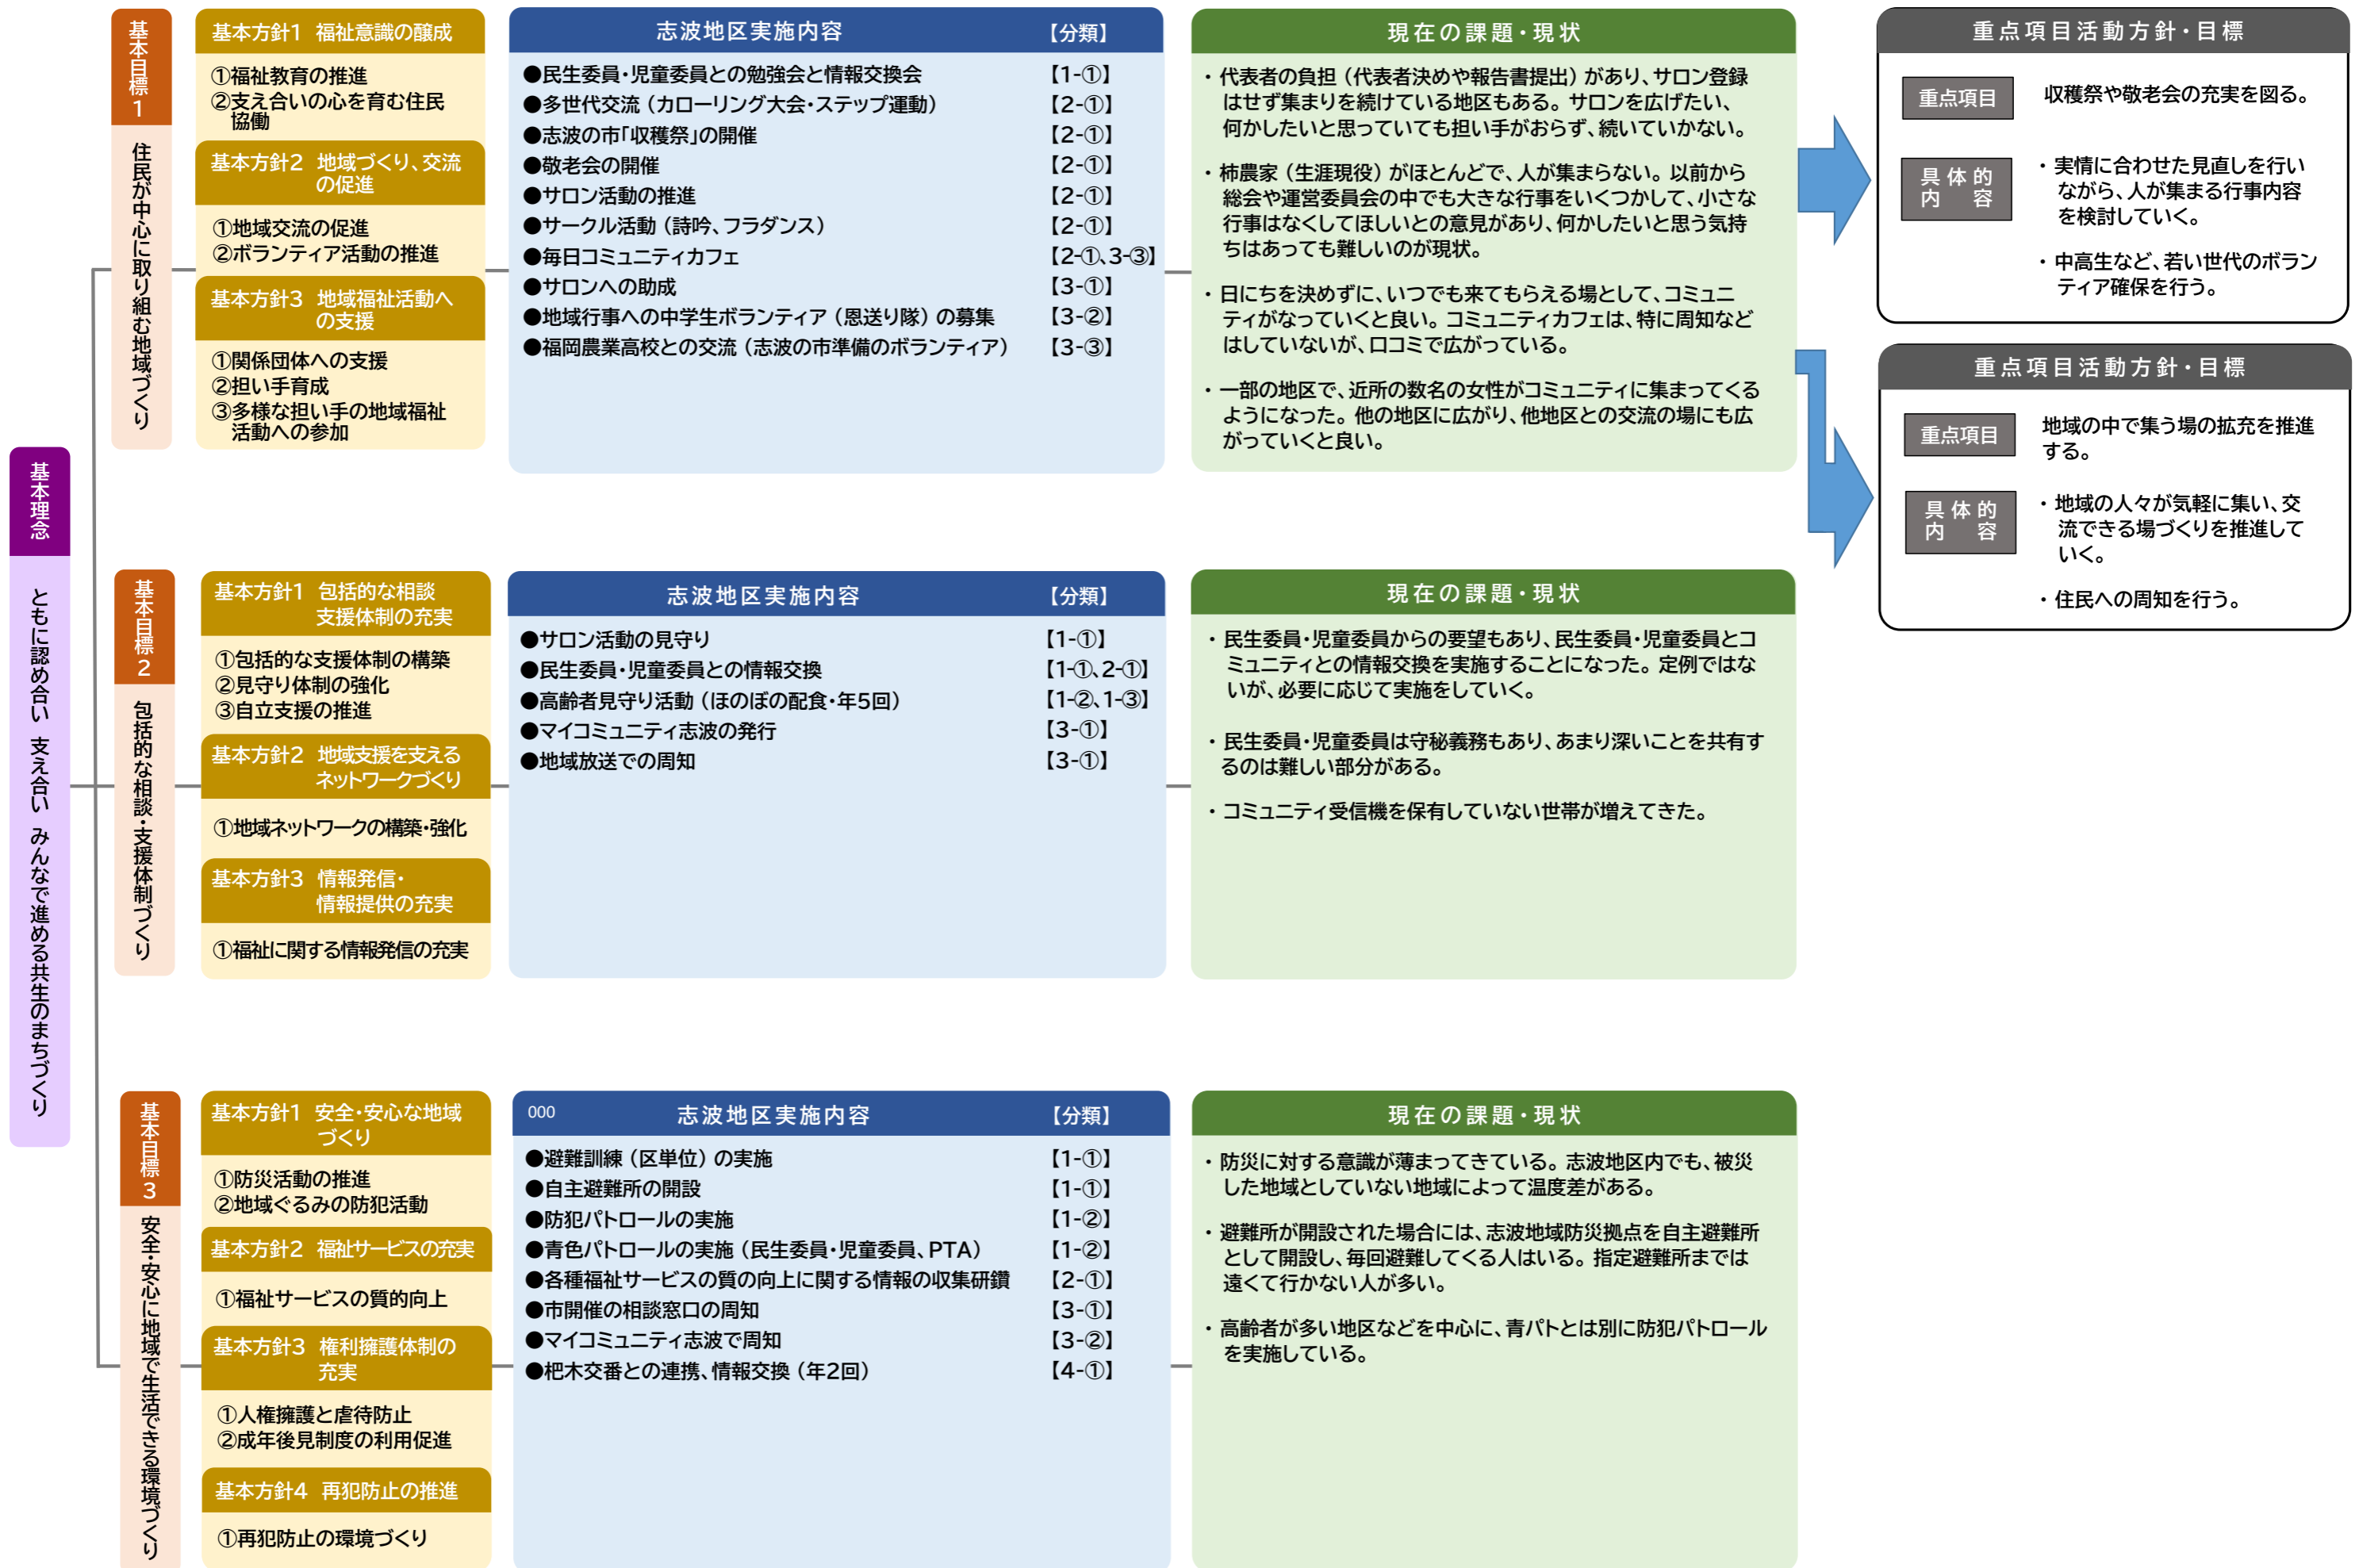 基本理念
ともに認め合い 支え合い みんなで進める共生のまちづくり
基本目標1
住民が中心に取り組む地域づくり
基本方針1 福祉意識の醸成
①福祉教育の推進
②支え合いの心を育む住民
協働
基本方針2 地域づくり、交流
の促進
①地域交流の促進
②ボランティア活動の推進
基本方針3 地域福祉活動へ
の支援
①関係団体への支援
②担い手育成
③多様な担い手の地域福祉
活動への参加
志波地区実施内容 【分類】
●民生委員・児童委員との勉強会と情報交換会 【1-①】
●多世代交流（カローリング大会・ステップ運動） 【2-①】
●志波の市「収穫祭」の開催 【2-①】
●敬老会の開催 【2-①】
●サロン活動の推進 【2-①】
●サークル活動（詩吟、フラダンス） 【2-①】
●毎日コミュニティカフェ 【2-①、3-③】
●サロンへの助成 【3-①】
●地域行事への中学生ボランティア（恩送り隊）の募集 【3-②】
●福岡農業高校との交流（志波の市準備のボランティア） 【3-③】
現在の課題・現状
・代表者の負担（代表者決めや報告書提出）があり、サロン登録
はせず集まりを続けている地区もある。サロンを広げたい、
何かしたいと思っていても担い手がおらず、続いていかない。
・柿農家（生涯現役）がほとんどで、人が集まらない。以前から
総会や運営委員会の中でも大きな行事をいくつかして、小さな
行事はなくしてほしいとの意見があり、何かしたいと思う気持
ちはあっても難しいのが現状。
・日にちを決めずに、いつでも来てもらえる場として、コミュニ
ティがなっていくと良い。コミュニティカフェは、特に周知など
はしていないが、口コミで広がっている。
・一部の地区で、近所の数名の女性がコミュニティに集まってくる
ようになった。他の地区に広がり、他地区との交流の場にも広
がっていくと良い。
重点項目活動方針・目標
重点項目 収穫祭や敬老会の充実を図る。
具体的
内容
・実情に合わせた見直しを行い
ながら、人が集まる行事内容
を検討していく。
・中高生など、若い世代のボラン
ティア確保を行う。
重点項目活動方針・目標
重点項目
地域の中で集う場の拡充を推進
する。
具体的
内容
・地域の人々が気軽に集い、交
流できる場づくりを推進して
いく。
・住民への周知を行う。
基本目標2
包括的な相談・支援体制づくり
基本方針1 包括的な相談
支援体制の充実
①包括的な支援体制の構築
②見守り体制の強化
③自立支援の推進
基本方針2 地域支援を支える
ネットワークづくり
①地域ネットワークの構築・強化
基本方針3 情報発信・
情報提供の充実
①福祉に関する情報発信の充実
志波地区実施内容 【分類】
●サロン活動の見守り 【1-①】
●民生委員・児童委員との情報交換 【1-①、2-①】
●高齢者見守り活動（ほのぼの配食・年5回） 【1-②、1-③】
●マイコミュニティ志波の発行 【3-①】
●地域放送での周知 【3-①】
現在の課題・現状
・民生委員・児童委員からの要望もあり、民生委員・児童委員とコ
ミュニティとの情報交換を実施することになった。定例ではな
いが、必要に応じて実施をしていく。
・民生委員・児童委員は守秘義務もあり、あまり深いことを共有す
るのは難しい部分がある。
・コミュニティ受信機を保有していない世帯が増えてきた。
基本目標3
安全・安心に地域で生活できる環境づくり
基本方針1 安全・安心な地域
づくり
①防災活動の推進
②地域ぐるみの防犯活動
基本方針2 福祉サービスの充実
①福祉サービスの質的向上
基本方針3 権利擁護体制の
充実
①人権擁護と虐待防止
②成年後見制度の利用促進
基本方針4 再犯防止の推進
①再犯防止の環境づくり
000 志波地区実施内容 【分類】
●避難訓練（区単位）の実施 【1-①】
●自主避難所の開設 【1-①】
●防犯パトロールの実施 【1-②】
●青色パトロールの実施（民生委員・児童委員、PTA） 【1-②】
●各種福祉サービスの質の向上に関する情報の収集研鑽 【2-①】
●市開催の相談窓口の周知 【3-①】
●マイコミュニティ志波で周知 【3-②】
●杷木交番との連携、情報交換（年2回） 【4-①】
現在の課題・現状
・防災に対する意識が薄まってきている。志波地区内でも、被災
した地域としていない地域によって温度差がある。
・避難所が開設された場合には、志波地域防災拠点を自主避難所
として開設し、毎回避難してくる人はいる。指定避難所までは
遠くて行かない人が多い。
・高齢者が多い地区などを中心に、青パトとは別に防犯パトロール
を実施している。